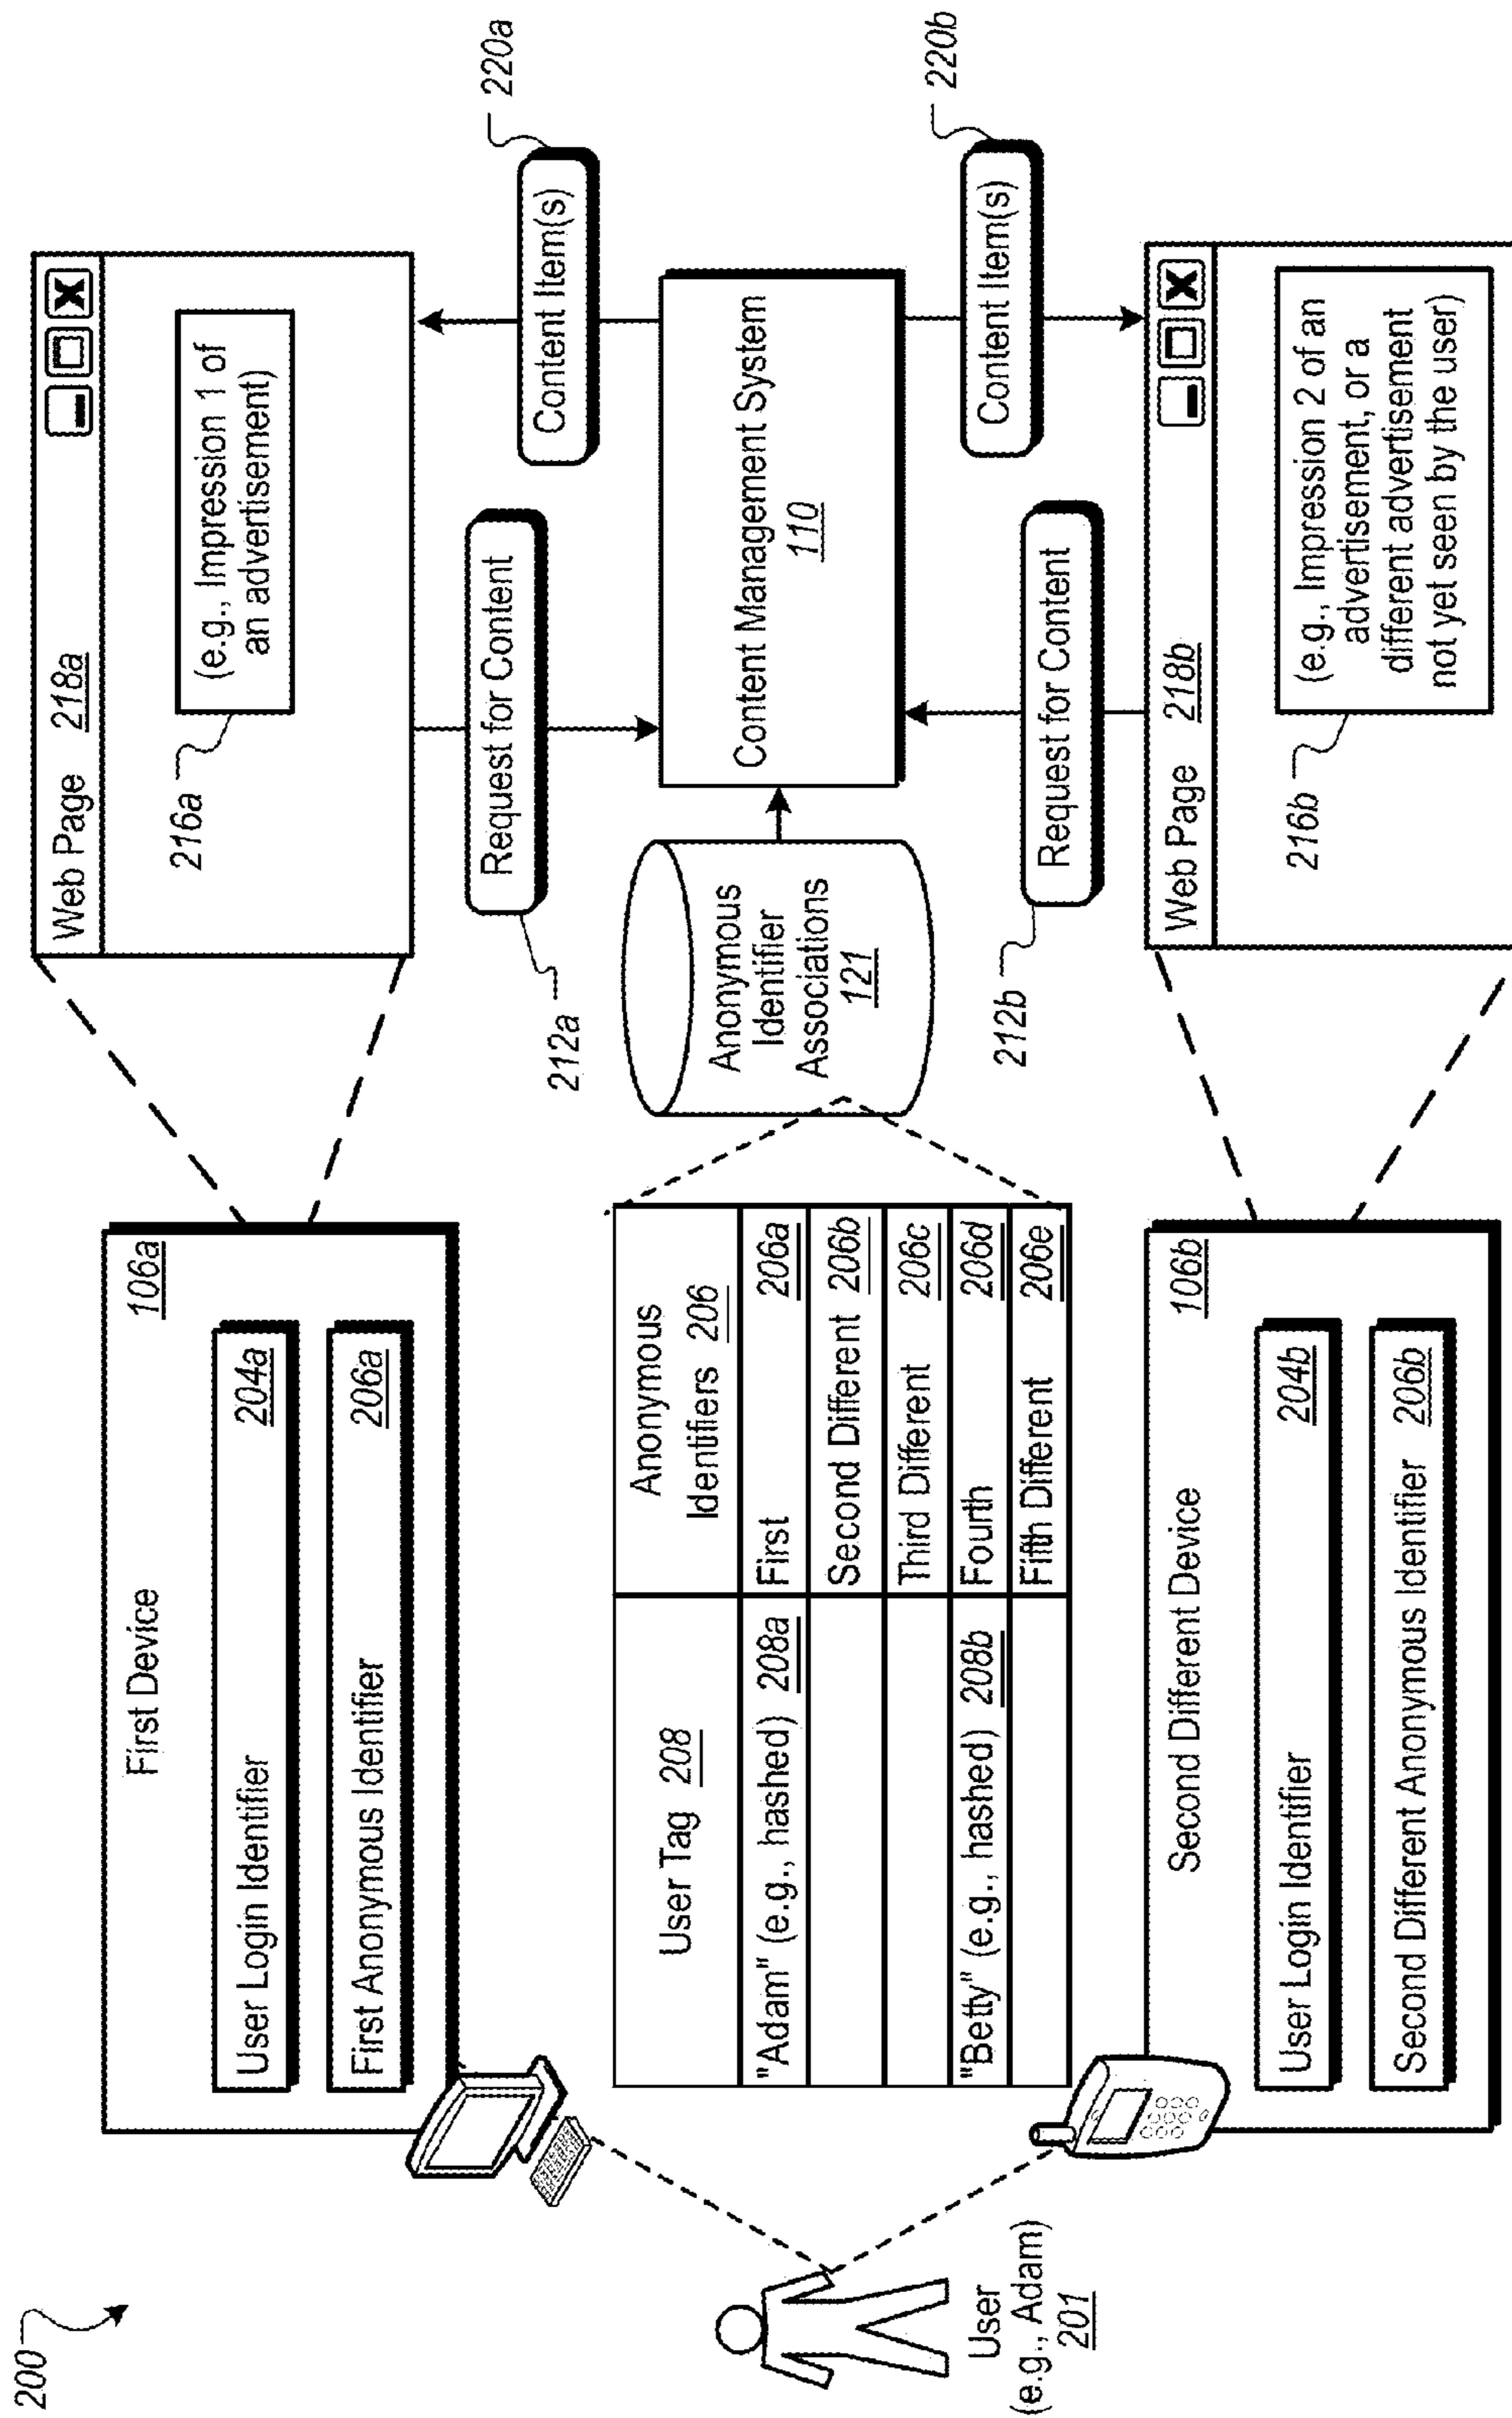 200
First Device
106a
User Login Identifier 204a
First Anonymous Identifier 206a
Web Page 218a
216a
(e.g., Impression 1 of
an advertisement)
212a
Request for Content
Content Item(s)
220a
User
(e.g., Adam)
201
User Tag 208
Anonymous
Identifiers 206
"Adam" (e.g., hashed) 208a
First 206a
Second Different 206b
Third Different 206c
"Betty" (e.g., hashed) 208b
Fourth 206d
Fifth Different 206e
Anonymous
Identifier
Associations
121
Content Management System
110
212b
Request for Content
Content Item(s)
220b
Second Different Device
106b
User Login Identifier 204b
Second Different Anonymous Identifier 206b
Web Page 218b
216b
(e.g., Impression 2 of an
advertisement, or a
different advertisement
not yet seen by the user)